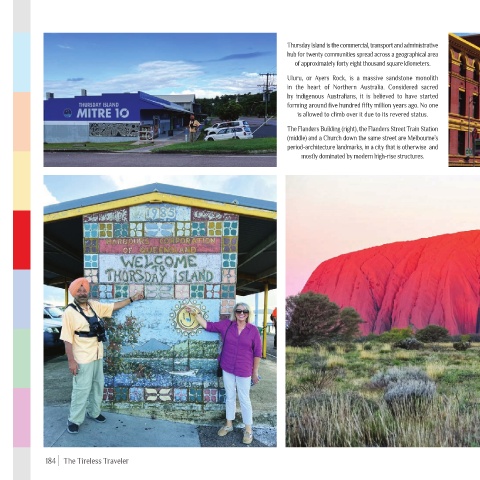 Thursday Island is the commercial, transport and administrative
hub for twenty communities spread across a geographical area
of approximately forty eight thousand square kilometers.
Uluru, or Ayers Rock, is a massive sandstone monolith
in the heart of Northern Australia. Considered sacred
by indigenous Australians, it is believed to have started
forming around five hundred fifty million years ago. No one
is allowed to climb over it due to its revered status.
The Flanders Building (right), the Flanders Street Train Station
(middle) and a Church down the same street are Melbourne's
period-architecture landmarks, in a city that is otherwise and
mostly dominated by modern high-rise structures.
THURSDAY ISLAND
MITRE 10
1985
HARBOURS CORPORATION
OF QUEENSLAND
WELCOME
TO
THURSDAY ISLAND
184 | The Tireless Traveler